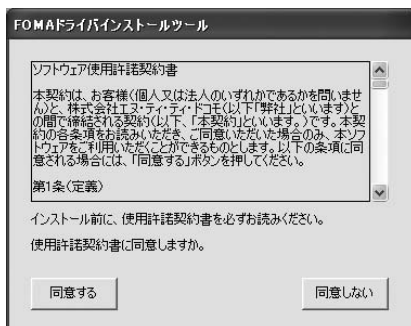 FOMAドライバインストールツール
ソフトウェア使用許諾契約書
本契約は、お客様(個人又は法人のいずれかであるかを問いませ
ん)と、株式会社エヌ・ティ・ティ・ドコモ(以下「弊社」といいます)と
の間で締結される契約(以下、「本契約」といいます。)です。本契
約の各条項をお読みいただき、ご同意いただいた場合のみ、本ソフ
トウェアをご利用いただくことができるものとします。以下の条項に同
意される場合には、「同意する」ボタンを押してください。
第1条(定義)
インストール前に、使用許諾契約書を必ずお読みください。
使用許諾契約書に同意しますか。
同意する
同意しない